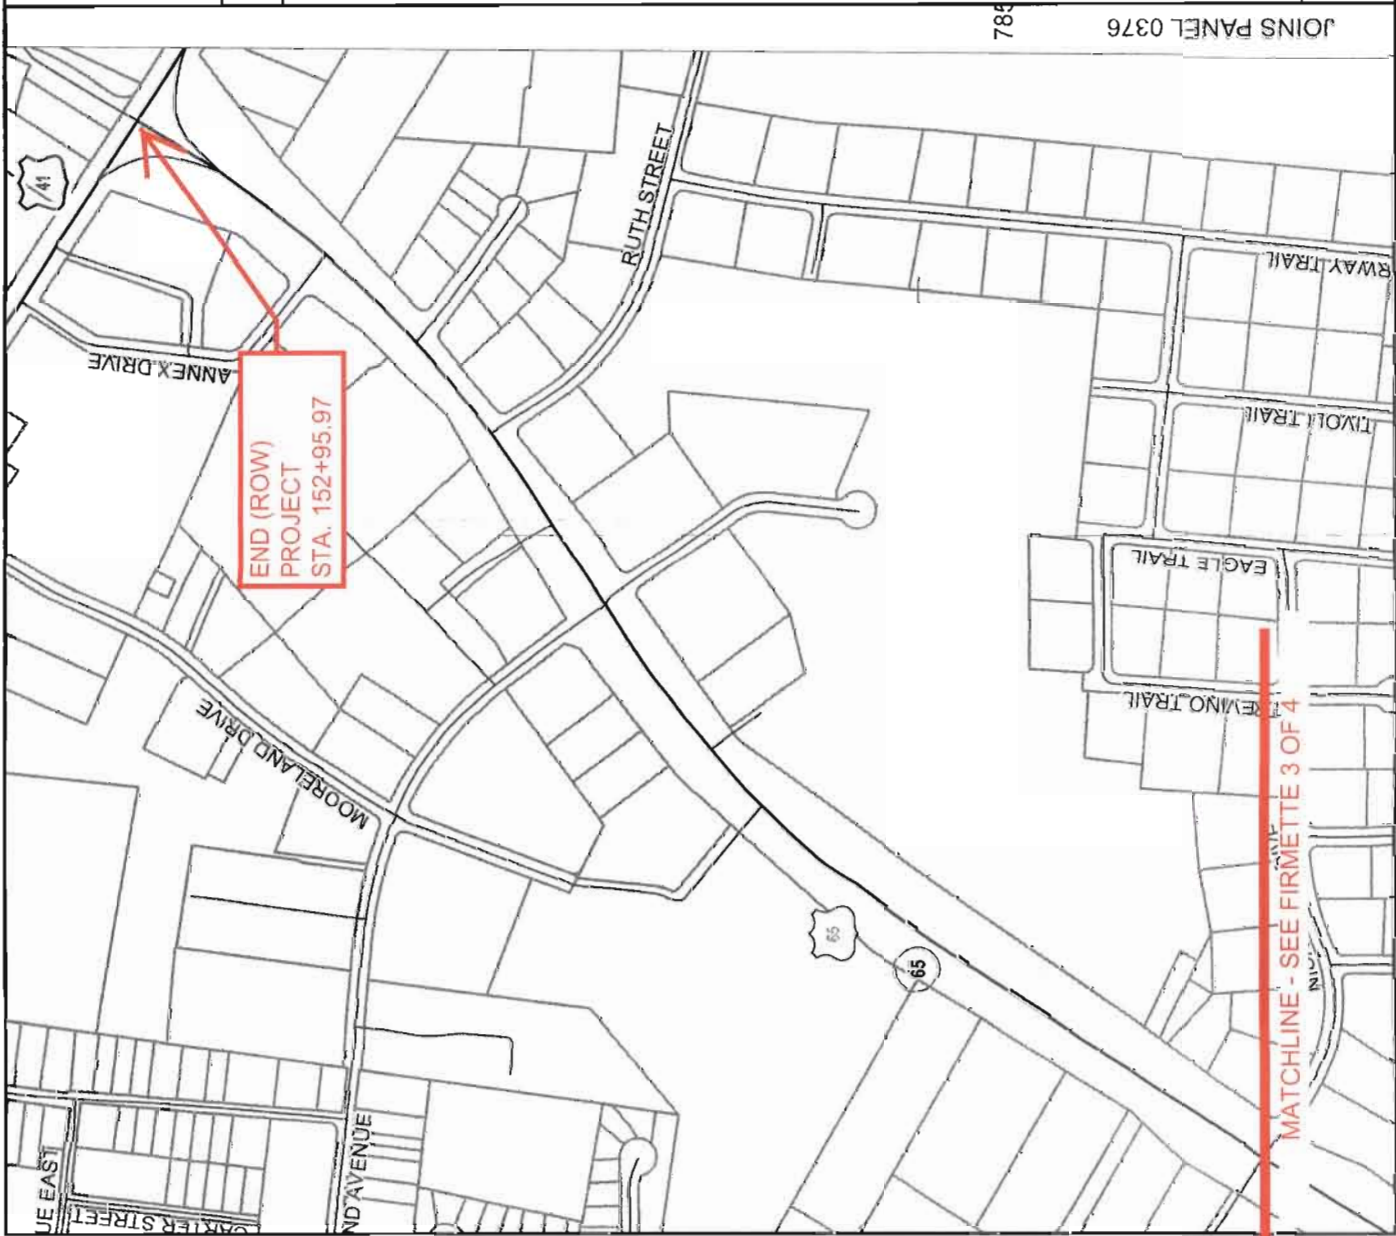 785
JOINS PANEL 0376
41
RUTH STREET
ANNEX DRIVE
END (ROW)
PROJECT
STA. 152+95.97
RWAY TRAIL
TIVOLI TRAIL
EAGLE TRAIL
REVINO TRAIL
MOORELAND DRIVE
65
65
MATCHLINE - SEE FIRMETTE 3 OF 4
UE EAST
CARTER STREET
ND AVENUE